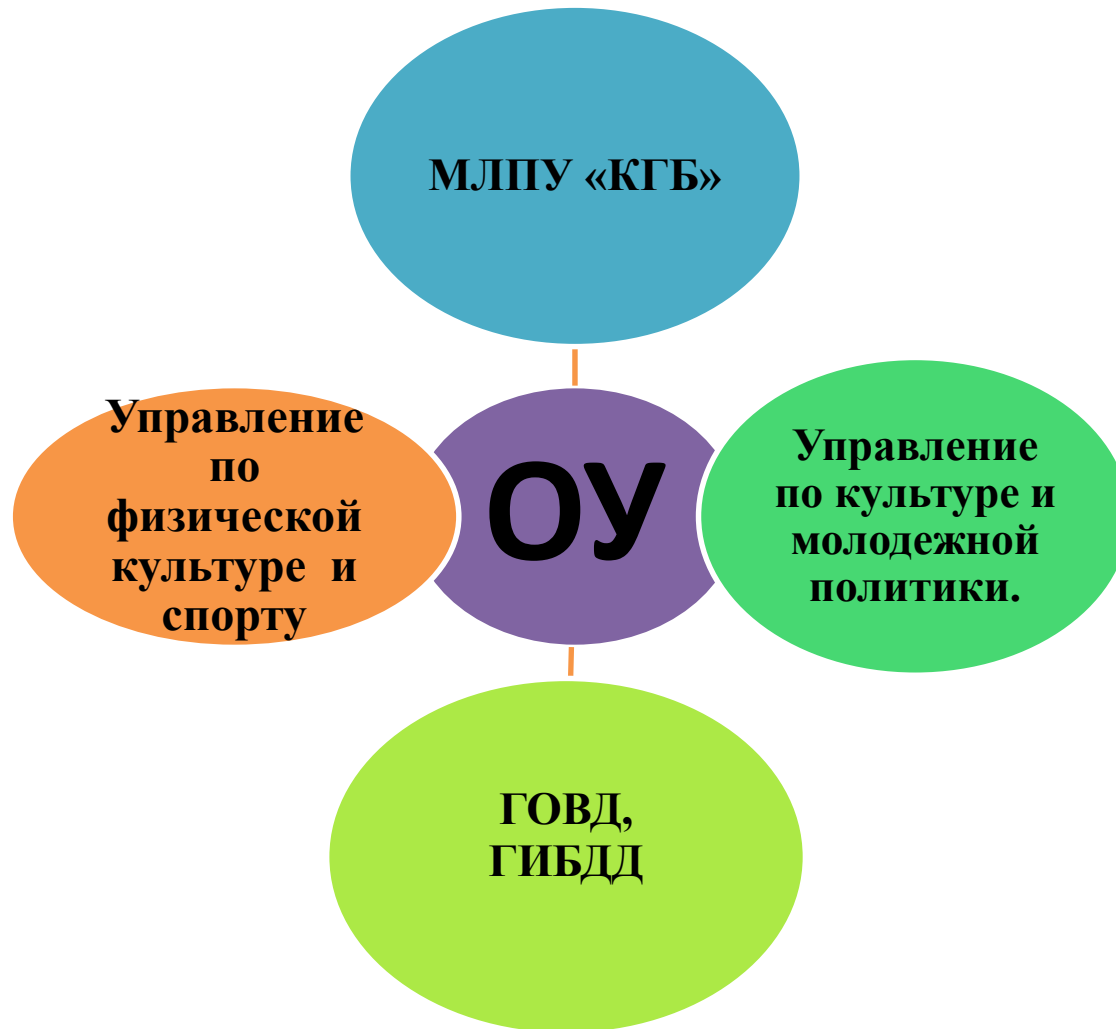 МЛПУ «КГБ»
Управление
по
физической
культуре и
спорту
ОУ
Управление
по культуре и
молодежной
политики.
ГОВД,
ГИБДД